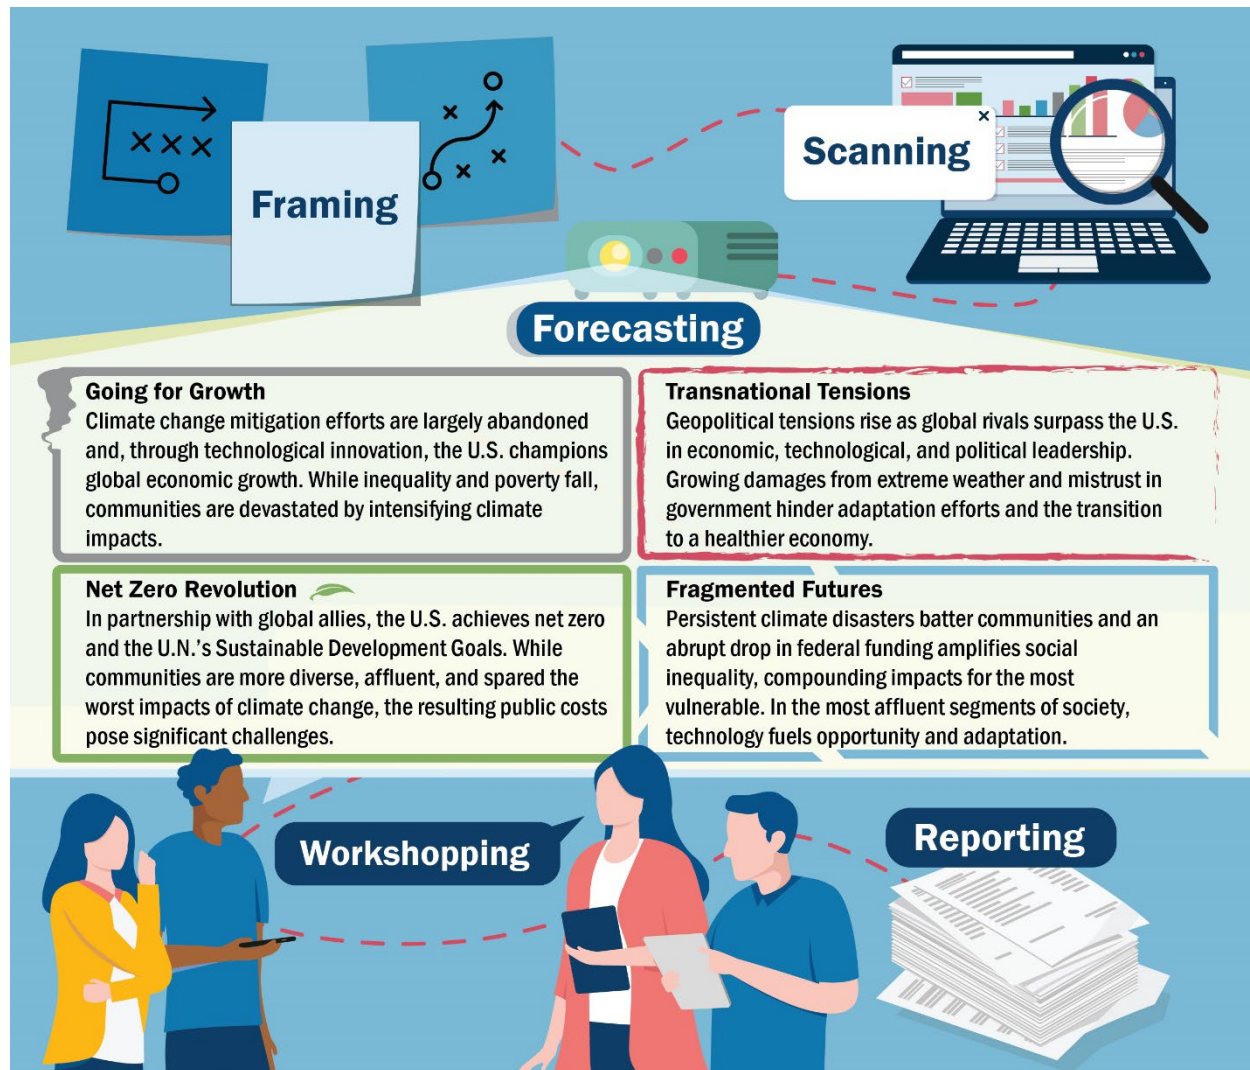 Framing
Scanning
Forecasting
Going for Growth
Climate change mitigation efforts are largely abandoned
and, through technological innovation, the U.S. champions
global economic growth. While inequality and poverty fall,
communities are devastated by intensifying climate
impacts.
Transnational Tensions
Geopolitical tensions rise as global rivals surpass the U.S.
in economic, technological, and political leadership.
Growing damages from extreme weather and mistrust in
government hinder adaptation efforts and the transition
to a healthier economy.
Net Zero Revolution
In partnership with global allies, the U.S. achieves net zero
and the U.N.'s Sustainable Development Goals. While
communities are more diverse, affluent, and spared the
worst impacts of climate change, the resulting public costs
pose significant challenges.
Fragmented Futures
Persistent climate disasters batter communities and an
abrupt drop in federal funding amplifies social
inequality, compounding impacts for the most
vulnerable. In the most affluent segments of society,
technology fuels opportunity and adaptation.
Workshopping
Reporting